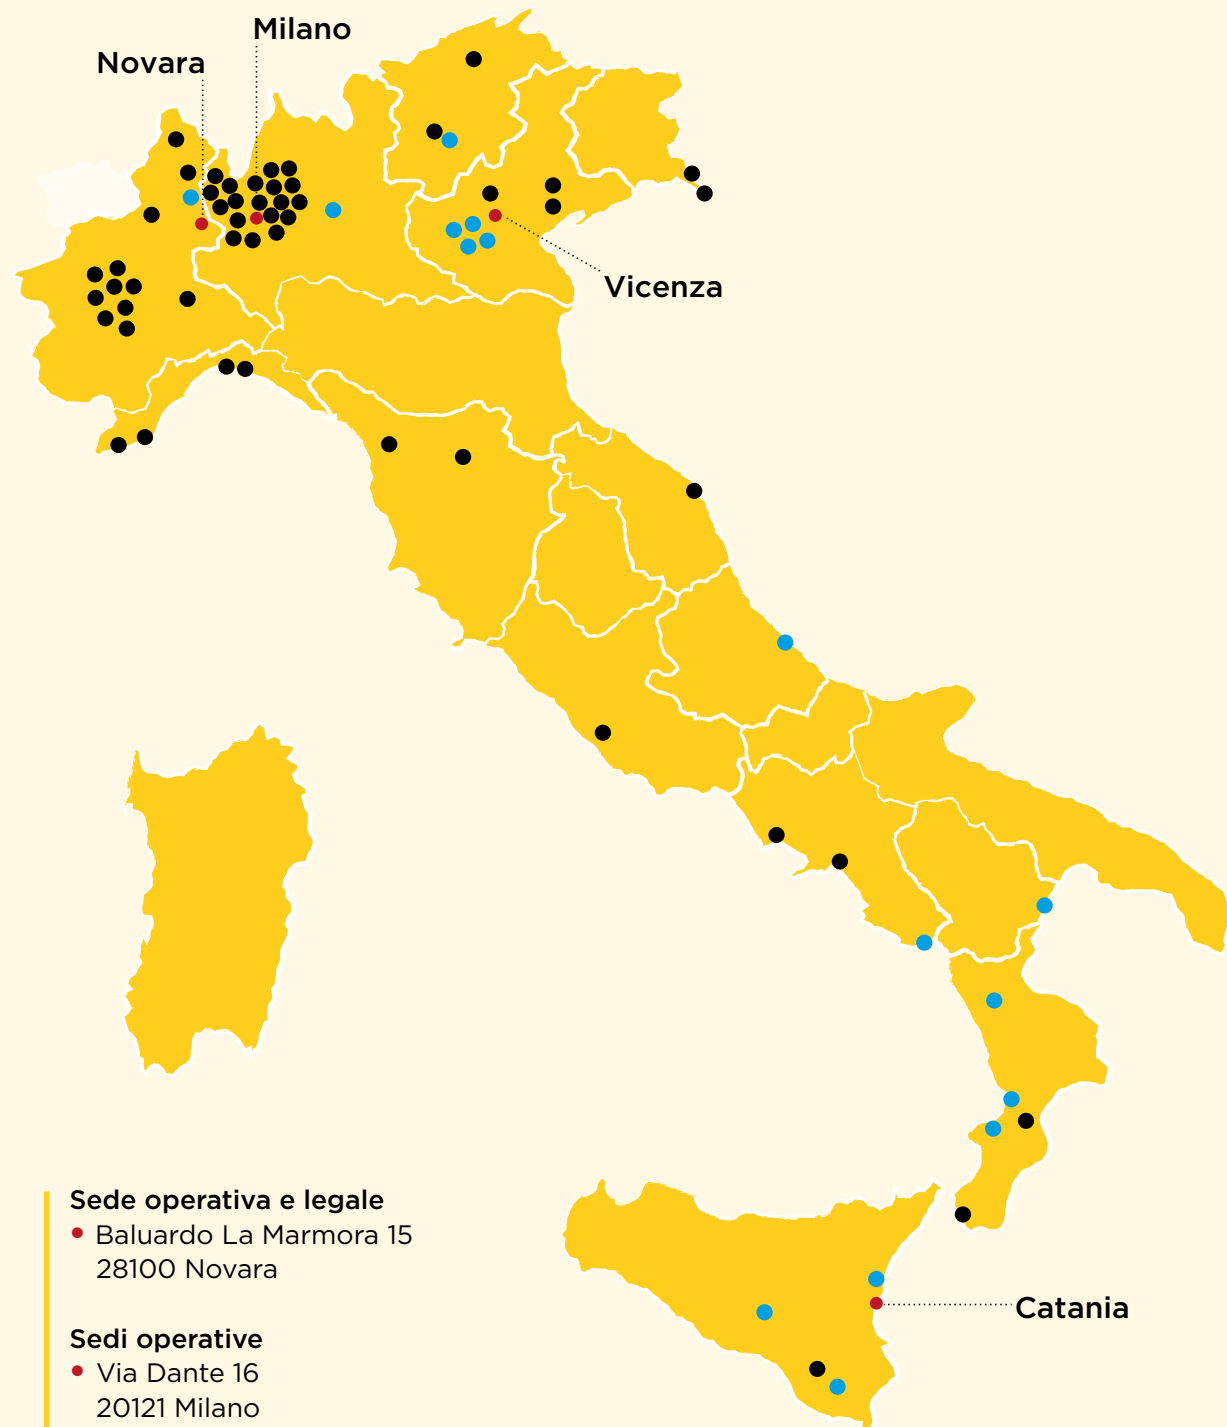 Milano
Novara
Vicenza
Catania
Sede operativa e legale
Baluardo La Marmora 15
28100 Novara
Sedi operative
Via Dante 16
20121 Milano